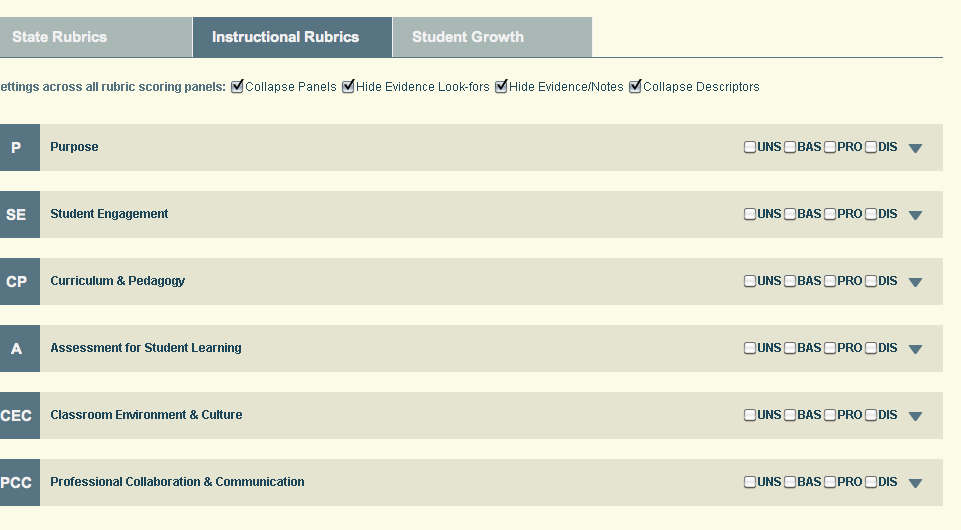 State Rubrics Instructional Rubrics Student Growth
ettings across all rubric scoring panels: Collapse Panels Hide Evidence Look-fors Hide Evidence/Notes Collapse Descriptors
P Purpose UNS BAS PRO DIS
SE Student Engagement UNS BAS PRO DIS
CP Curriculum & Pedagogy UNS BAS PRO DIS
A Assessment for Student Learning UNS BAS PRO DIS
CEC Classroom Environment & Culture UNS BAS PRO DIS
PCC Professional Collaboration & Communication UNS BAS PRO DIS